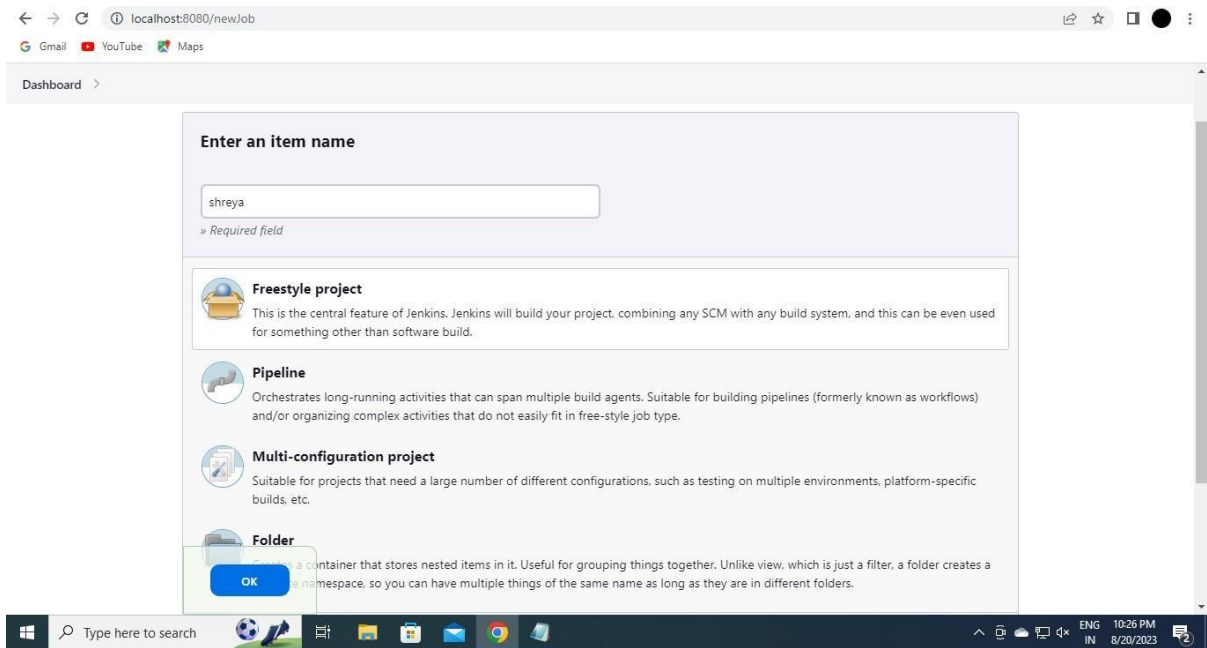 localhost:8080/newJob
Gmail YouTube Maps
Dashboard >
Enter an item name
shreya
» Required field
Freestyle project
This is the central feature of Jenkins. Jenkins will build your project, combining any SCM with any build system, and this can be even used
for something other than software build.
Pipeline
Orchestrates long-running activities that can span multiple build agents. Suitable for building pipelines (formerly known as workflows)
and/or organizing complex activities that do not easily fit in free-style job type.
Multi-configuration project
Suitable for projects that need a large number of different configurations, such as testing on multiple environments, platform-specific
builds, etc.
Folder
Creates a container that stores nested items in it. Useful for grouping things together. Unlike view, which is just a filter, a folder creates a
namespace, so you can have multiple things of the same name as long as they are in different folders.
OK
Type here to search
ENG 10:26 PM
IN 8/20/2023
2